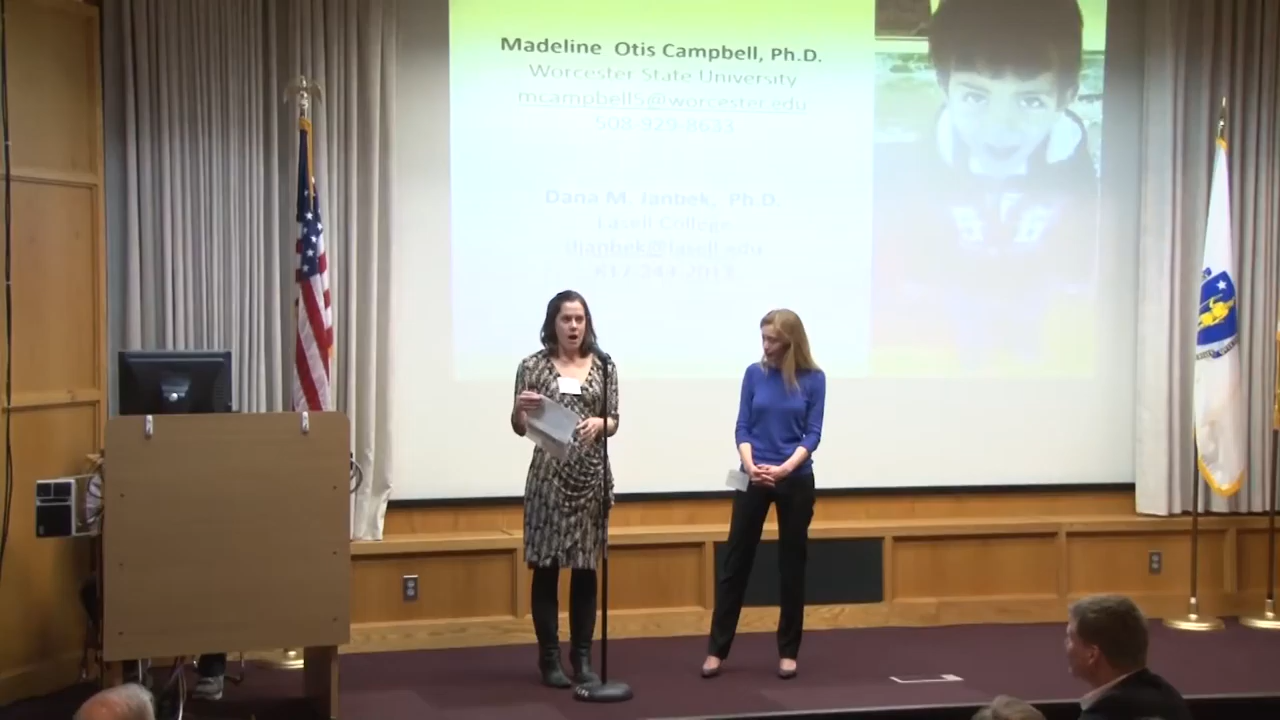 Madeline Otis Campbell, Ph.D.
Worcester State University
mcampbell5@worcester.edu
508-929-8633
Dana M. Janbek, Ph.D.
Lasell College
djanbek@lasell.edu
617-243-2013